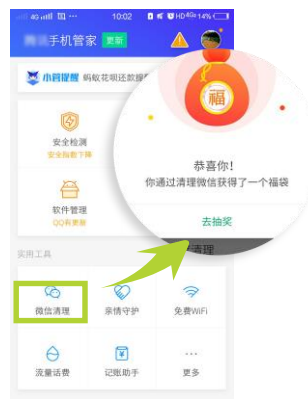 10:02 HD 4G 14%
手机管家 更新
小管提醒 蚂蚁花呗还款提
福
安全检测
安全指数下降
恭喜你！
你通过清理微信获得了一个福袋
软件管理
QQ有更新
去抽奖
清理
实用工具
微信清理 亲情守护 免费WiFi
流量话费 记账助手 更多